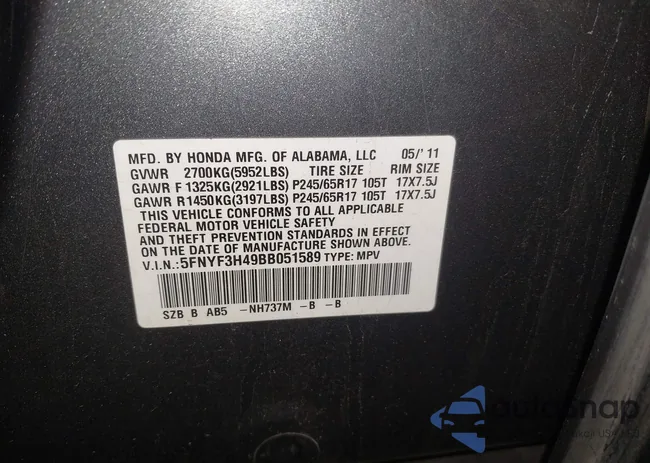 MFD. BY HONDA MFG. OF ALABAMA, LLC 05/'11
GVWR 2700KG(5952LBS) TIRE SIZE RIM SIZE
GAWR F 1325KG(2921LBS) P245/65R17 105T 17X7.5J
GAWR R1450KG(3197LBS) P245/65R17 105T 17X7.5J
THIS VEHICLE CONFORMS TO ALL APPLICABLE
FEDERAL MOTOR VEHICLE SAFETY
AND THEFT PREVENTION STANDARDS IN EFFECT
ON THE DATE OF MANUFACTURE SHOWN ABOVE.
V.I.N.:5FNYF3H49BB051589 TYPE: MPV
SZB B AB5 -NH737M -B -B
autosnap